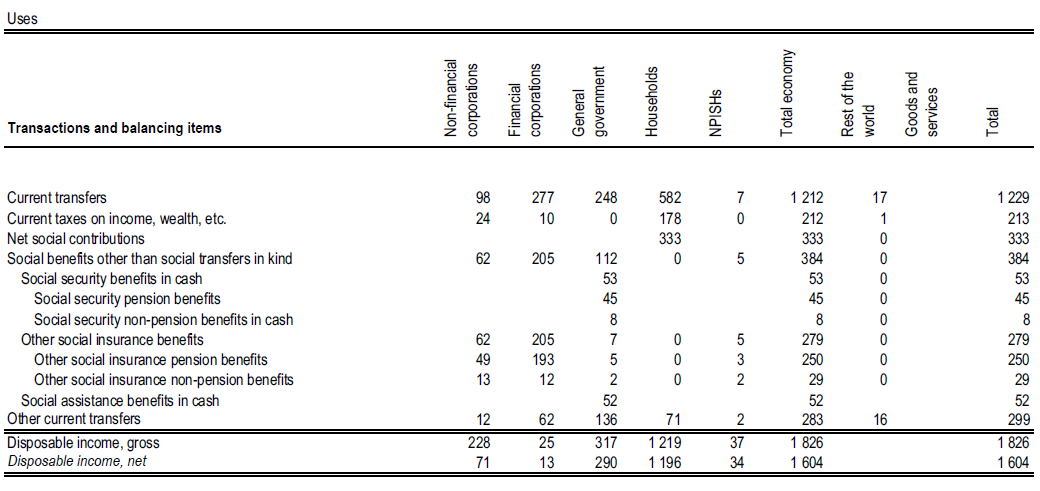 Uses
Transactions and balancing items Non-financial corporations Financial corporations General government Households NPISHs Total economy Rest of the world Goods and services Total
Current transfers 98 277 248 582 7 1 212 17 1 229
Current taxes on income, wealth, etc. 24 10 0 178 0 212 1 213
Net social contributions 333 333 0 333
Social benefits other than social transfers in kind 62 205 112 0 5 384 0 384
Social security benefits in cash 53 53 0 53
Social security pension benefits 45 45 0 45
Social security non-pension benefits in cash 8 8 0 8
Other social insurance benefits 62 205 7 0 5 279 0 279
Other social insurance pension benefits 49 193 5 0 3 250 0 250
Other social insurance non-pension benefits 13 12 2 0 2 29 0 29
Social assistance benefits in cash 52 52 52
Other current transfers 12 62 136 71 2 283 16 299
Disposable income, gross 228 25 317 1 219 37 1 826 1 826
Disposable income, net 71 13 290 1 196 34 1 604 1 604